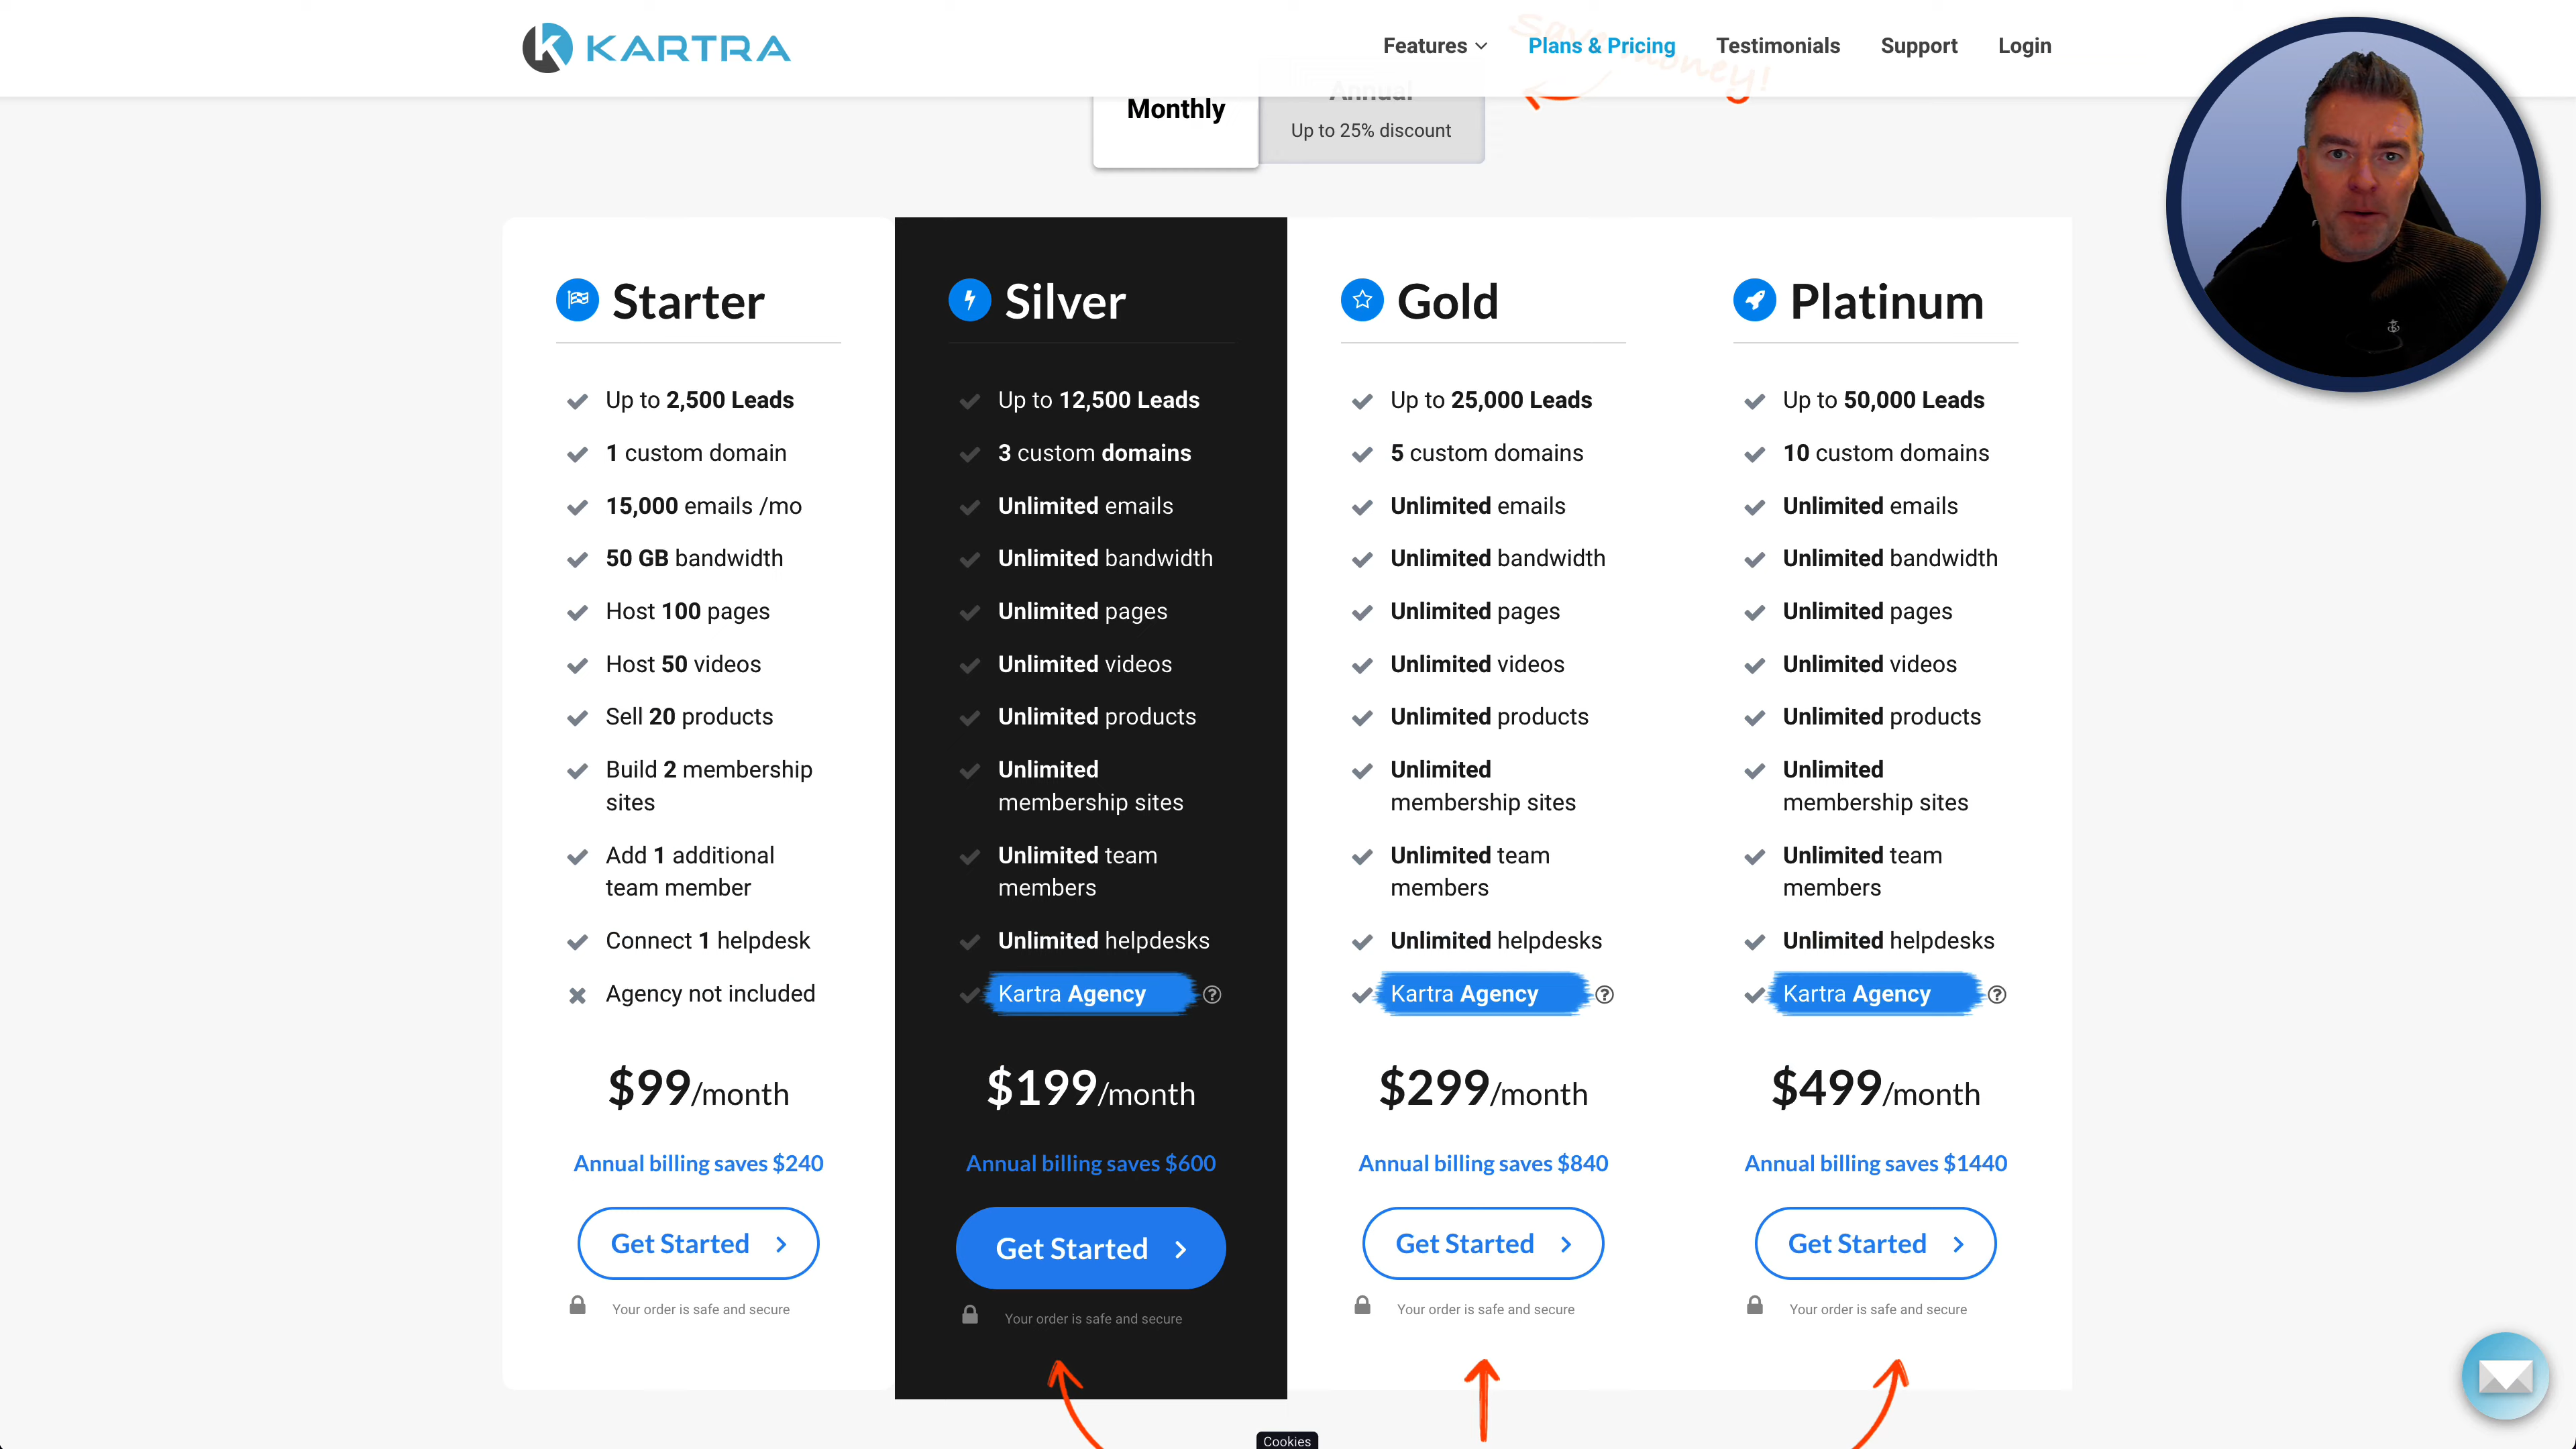 KARTRA
Features
Plans & Pricing
Testimonials
Support
Login
Save money!
Monthly
Annual
Up to 25% discount
Starter
Up to 2,500 Leads
1 custom domain
15,000 emails /mo
50 GB bandwidth
Host 100 pages
Host 50 videos
Sell 20 products
Build 2 membership
sites
Add 1 additional
team member
Connect 1 helpdesk
Agency not included
$99/month
Annual billing saves $240
Get Started
Your order is safe and secure
Silver
Up to 12,500 Leads
3 custom domains
Unlimited emails
Unlimited bandwidth
Unlimited pages
Unlimited videos
Unlimited products
Unlimited
membership sites
Unlimited team
members
Unlimited helpdesks
Kartra Agency
$199/month
Annual billing saves $600
Get Started
Your order is safe and secure
Gold
Up to 25,000 Leads
5 custom domains
Unlimited emails
Unlimited bandwidth
Unlimited pages
Unlimited videos
Unlimited products
Unlimited
membership sites
Unlimited team
members
Unlimited helpdesks
Kartra Agency
$299/month
Annual billing saves $840
Get Started
Your order is safe and secure
Platinum
Up to 50,000 Leads
10 custom domains
Unlimited emails
Unlimited bandwidth
Unlimited pages
Unlimited videos
Unlimited products
Unlimited
membership sites
Unlimited team
members
Unlimited helpdesks
Kartra Agency
$499/month
Annual billing saves $1440
Get Started
Your order is safe and secure
Cookies